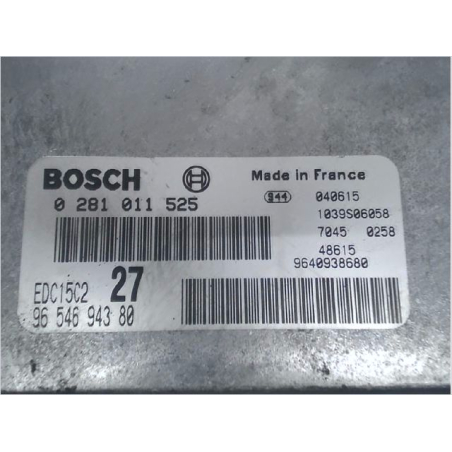 BOSCH Made in France
0 281 011 525 S44 040615
1039S06058
7045 0258
48615
9640938680
EDC15C2 27
96 546 943 80